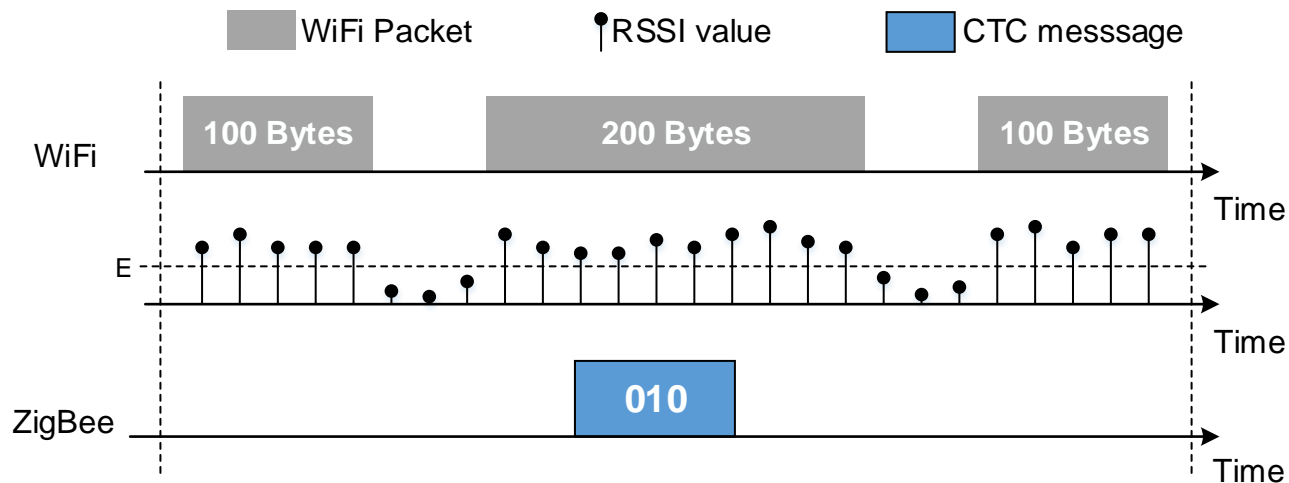 WiFi Packet RSSI value CTC messsage
100 Bytes 200 Bytes 100 Bytes
WiFi
Time
E
Time
010
ZigBee
Time